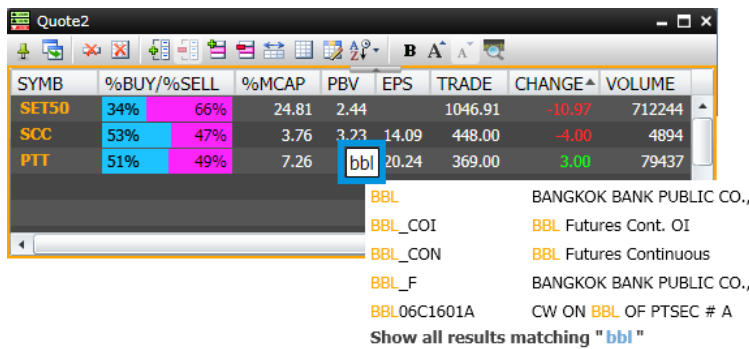 Quote2
B A A
SYMB %BUY/%SELL %MCAP PBV EPS TRADE CHANGE VOLUME
SET50 34% 66% 24.81 2.44 1046.91 -10.97 712244
SCC 53% 47% 3.76 3.23 14.09 448.00 -4.00 4894
PTT 51% 49% 7.26 bbl 20.24 369.00 3.00 79437
BBL BANGKOK BANK PUBLIC CO.,
BBL_COI BBL Futures Cont. OI
BBL_CON BBL Futures Continuous
BBL_F BANGKOK BANK PUBLIC CO.,
BBL06C1601A CW ON BBL OF PTSEC # A
Show all results matching "bbl"